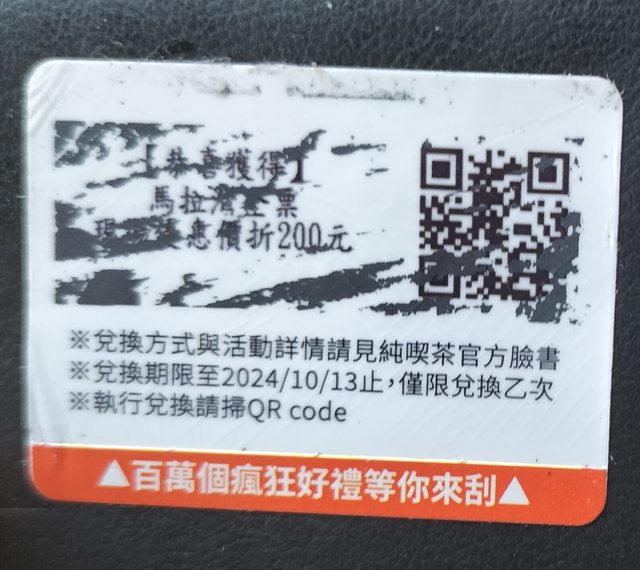 【恭喜獲得】
馬拉灣全票
現場優惠價折200元
※兌換方式與活動詳情請見純喫茶官方臉書
※兌換期限至2024/10/13止,僅限兌換乙次
※執行兌換請掃QR code
▲百萬個瘋狂好禮等你來刮▲